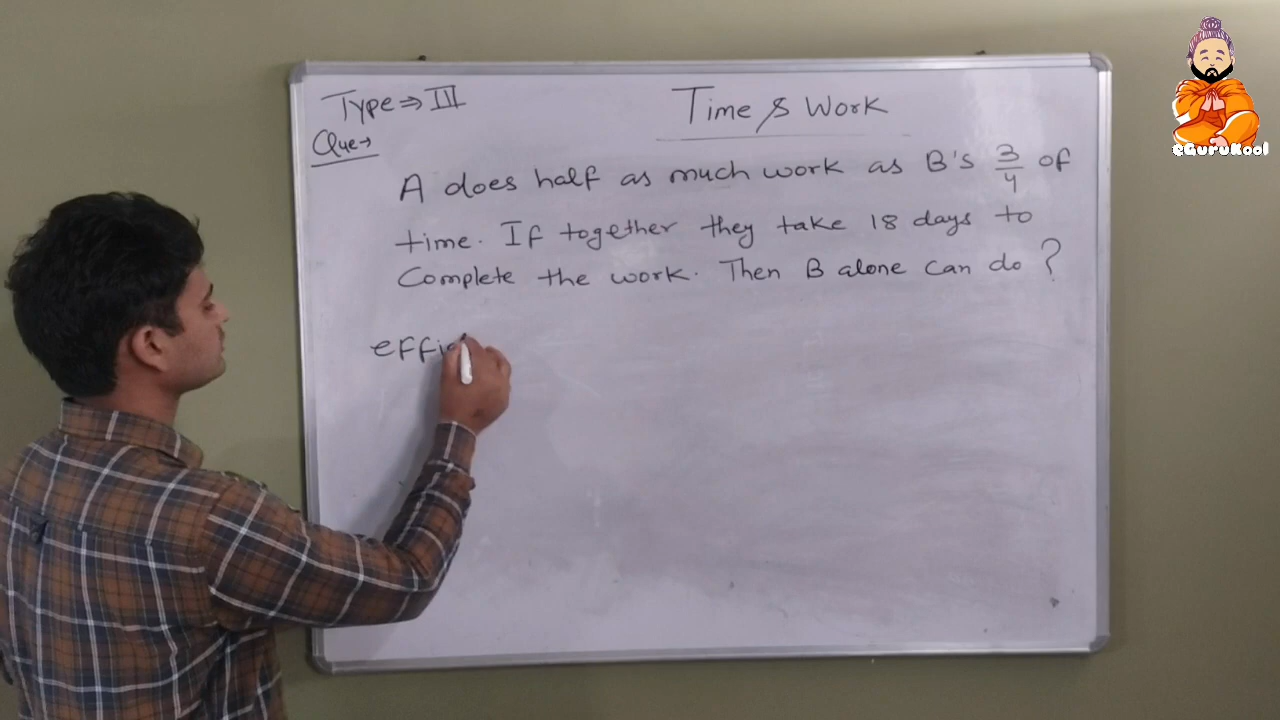 Type⇒III
Time & Work
Que→
A does half as much work as B's 3/4 of
time. If together they take 18 days to
Complete the work. Then B alone can do?
effic
eGuruKool